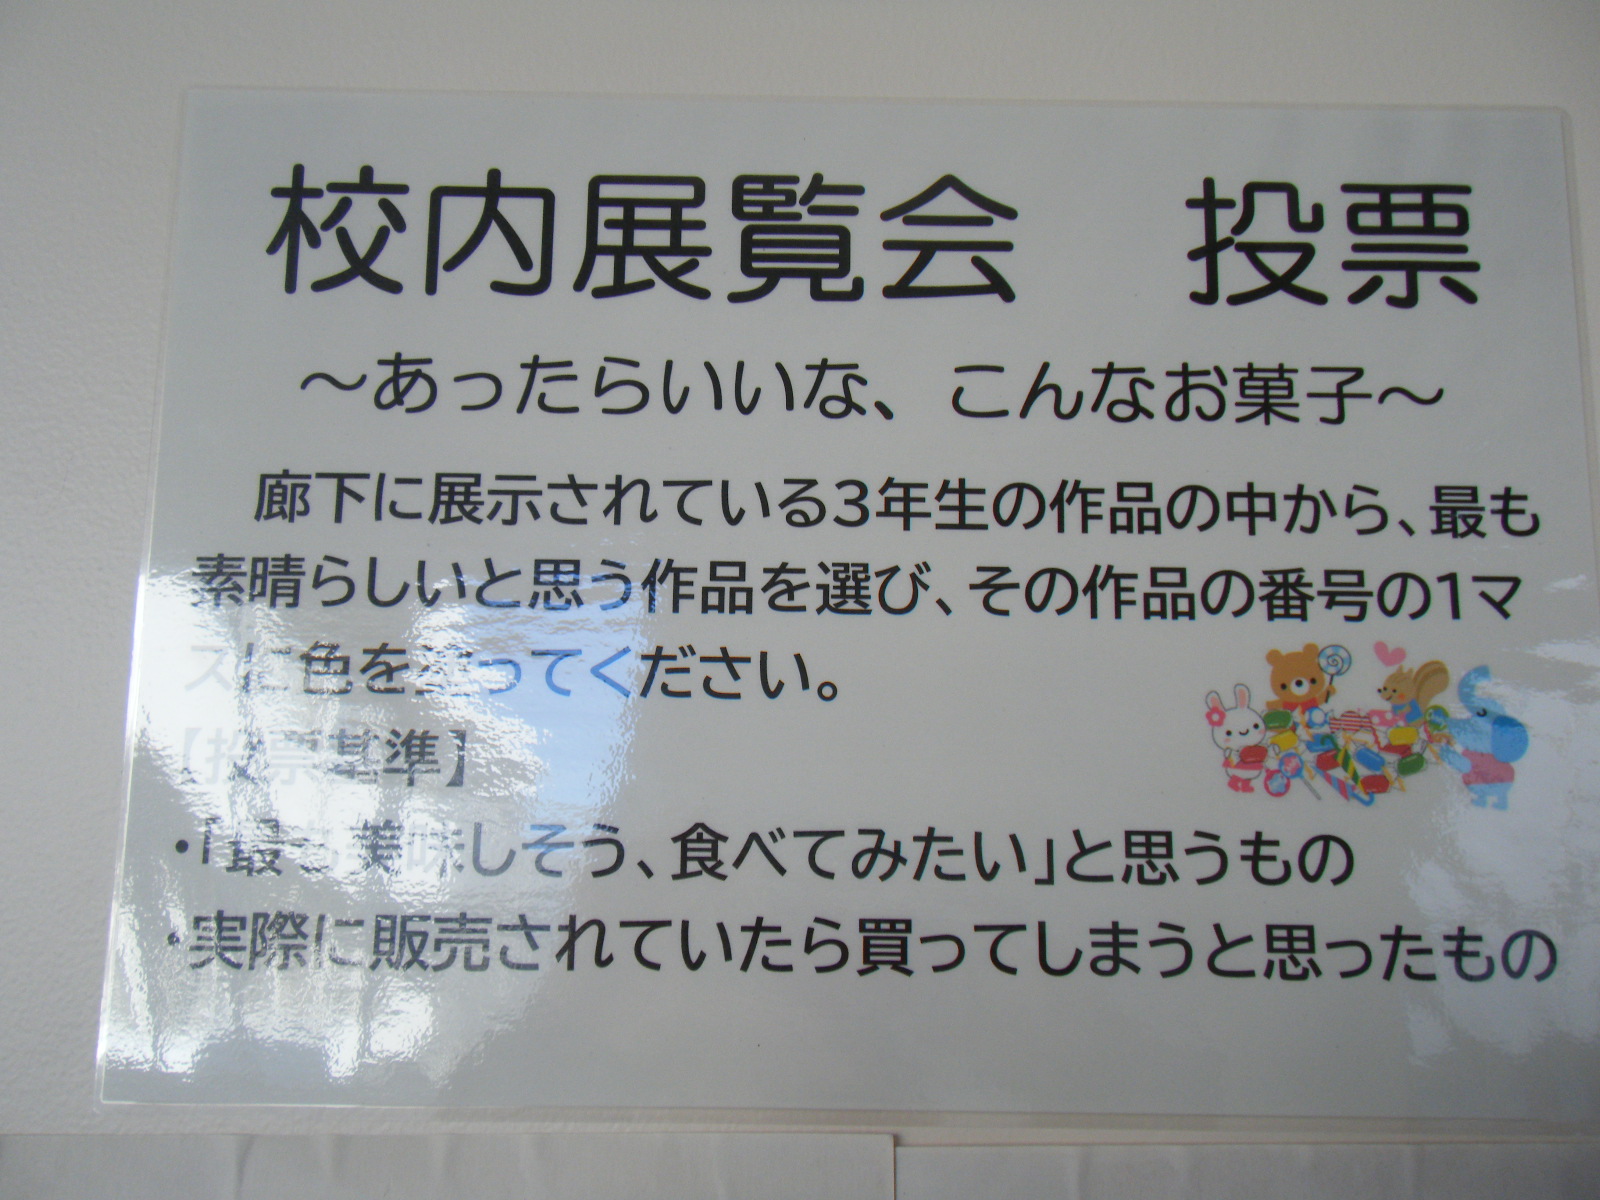 校内展覧会　投票
～あったらいいな、こんなお菓子～
廊下に展示されている3年生の作品の中から、最も
素晴らしいと思う作品を選び、その作品の番号の1マ
スに色を塗ってください。
【投票基準】
・「最も美味しそう、食べてみたい」と思うもの
・実際に販売されていたら買ってしまうと思ったもの